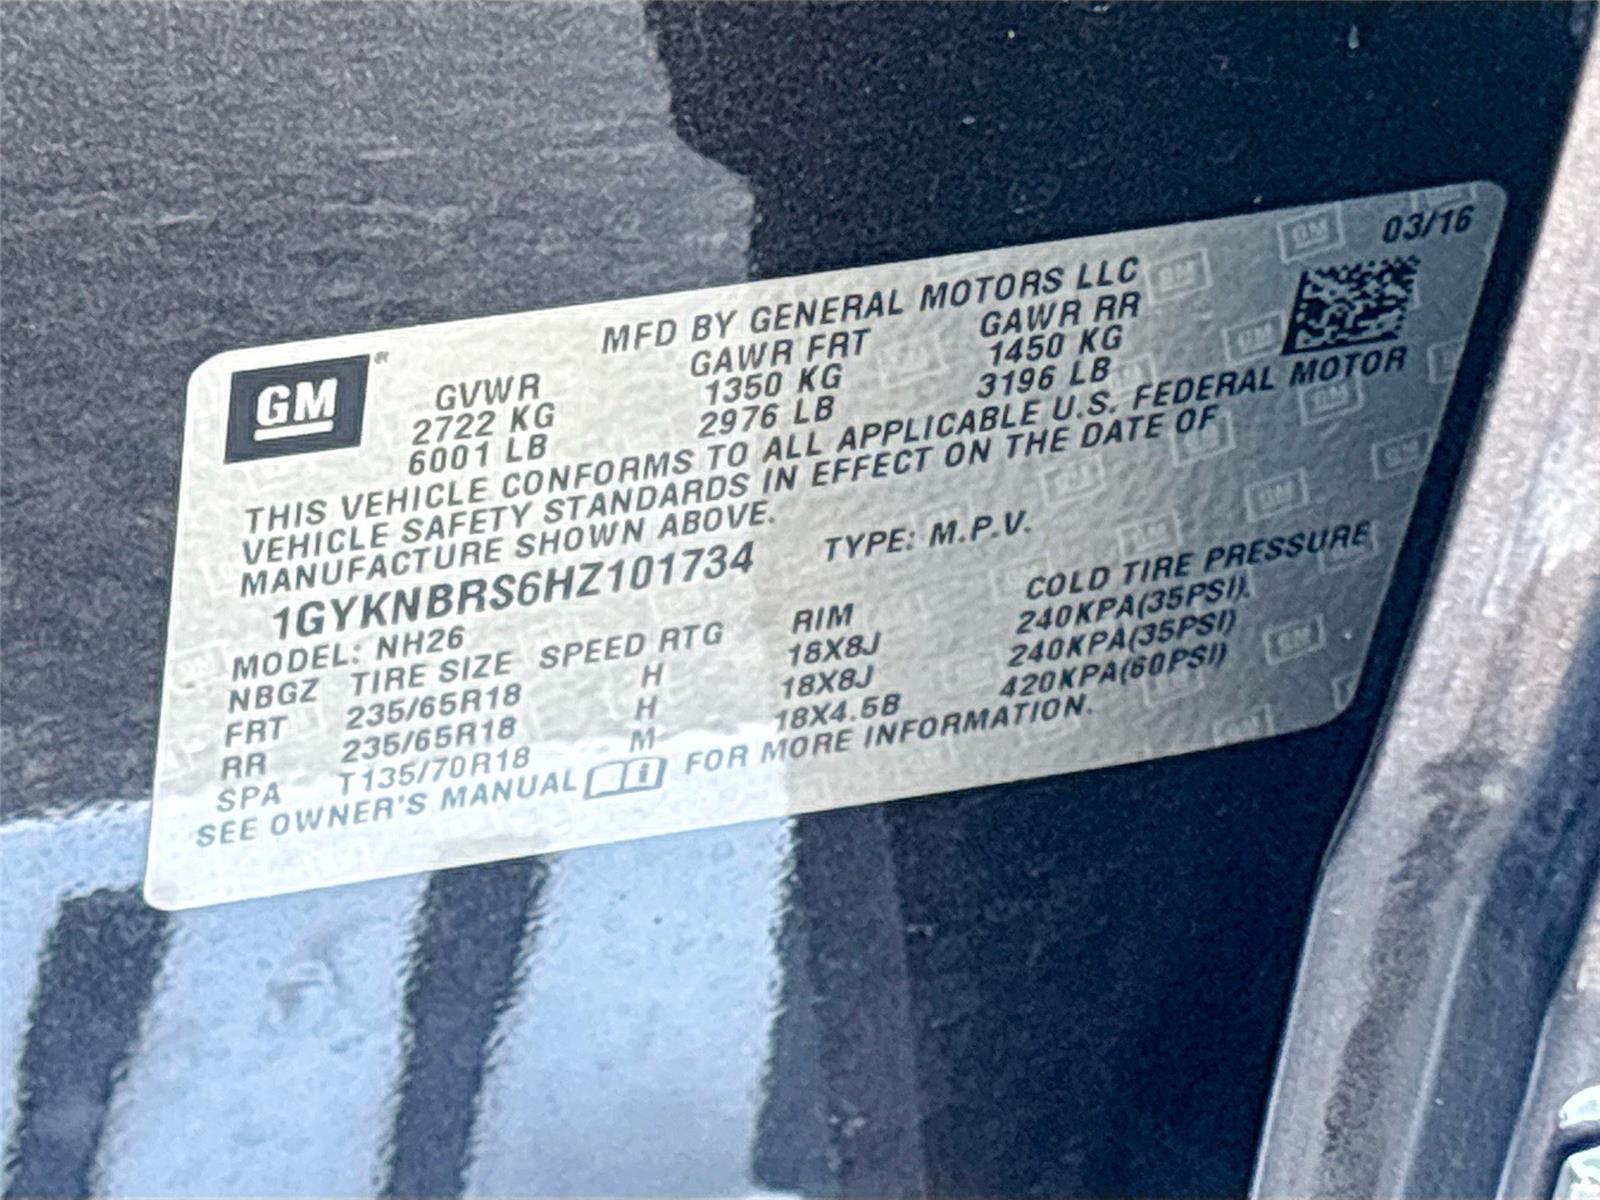 03/16
MFD BY GENERAL MOTORS LLC
GM®
GVWR GAWR FRT GAWR RR
2722 KG 1350 KG 1450 KG
6001 LB 2976 LB 3196 LB
THIS VEHICLE CONFORMS TO ALL APPLICABLE U.S. FEDERAL MOTOR
VEHICLE SAFETY STANDARDS IN EFFECT ON THE DATE OF
MANUFACTURE SHOWN ABOVE.
1GYKNBRS6HZ101734 TYPE: M.P.V.
MODEL: NH26
NBGZ TIRE SIZE SPEED RTG RIM COLD TIRE PRESSURE
FRT 235/65R18 H 18X8J 240KPA(35PSI)
RR 235/65R18 H 18X8J 240KPA(35PSI)
SPA T135/70R18 M 18X4.5B 420KPA(60PSI)
SEE OWNER'S MANUAL FOR MORE INFORMATION.